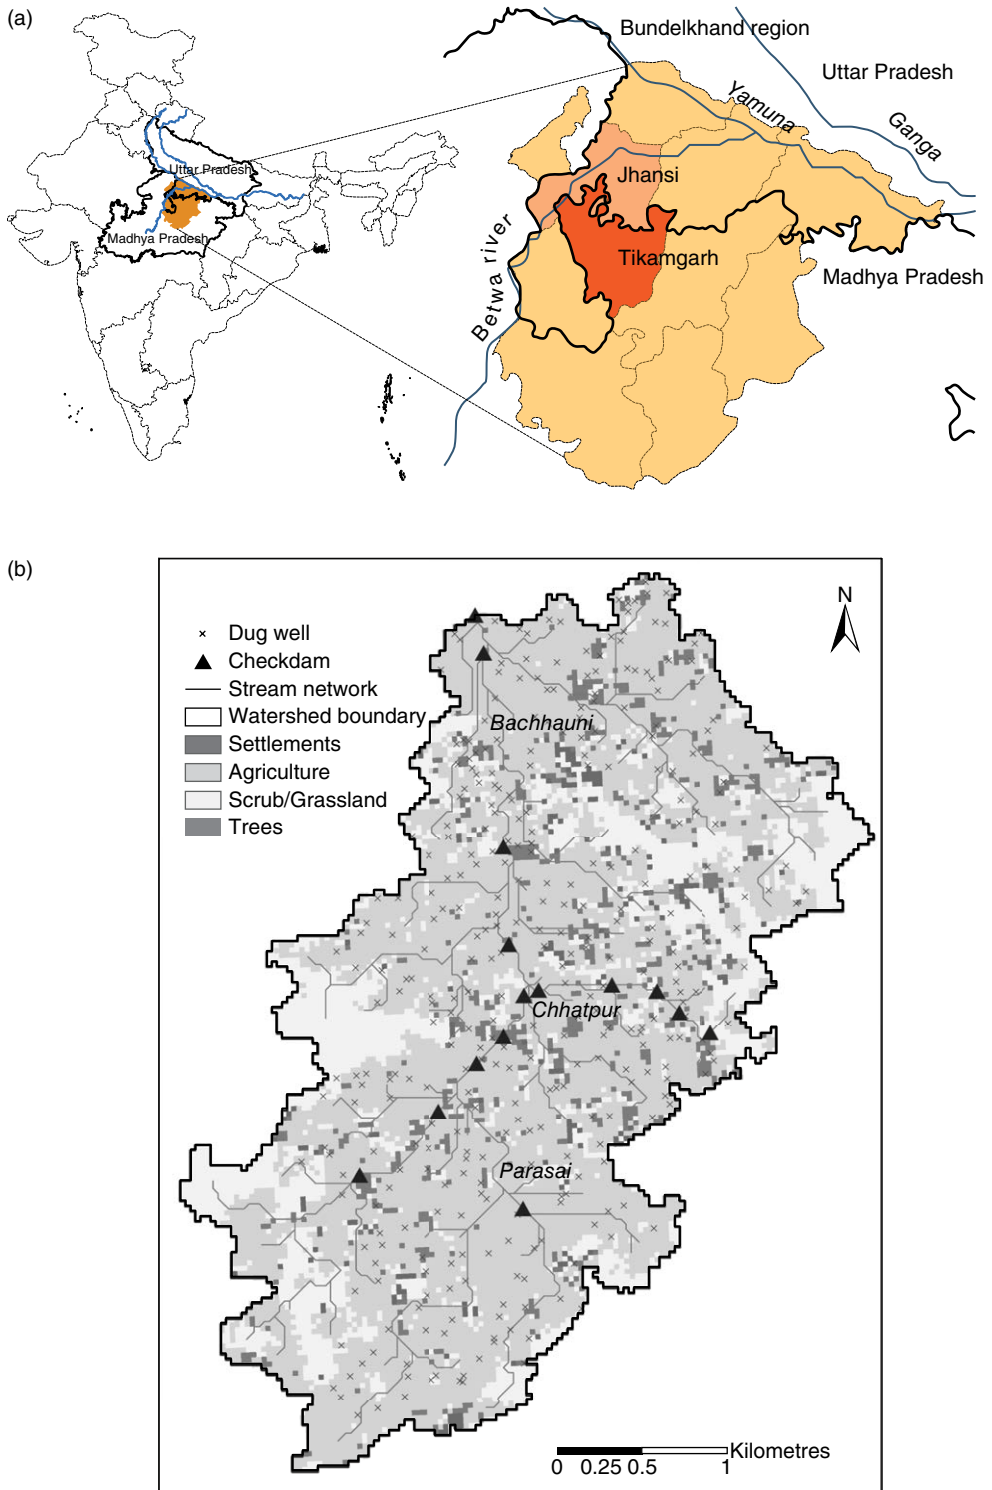 (a)
Bundelkhand region
Uttar Pradesh
Yamuna
Ganga
Uttar Pradesh
Madhya Pradesh
Jhansi
Tikamgarh
Betwa river
Madhya Pradesh
(b)
N
Dug well
Checkdam
Stream network
Watershed boundary
Settlements
Agriculture
Scrub/Grassland
Trees
Bachhauni
Chhatpur
Parasai
Kilometres
0 0.25 0.5 1